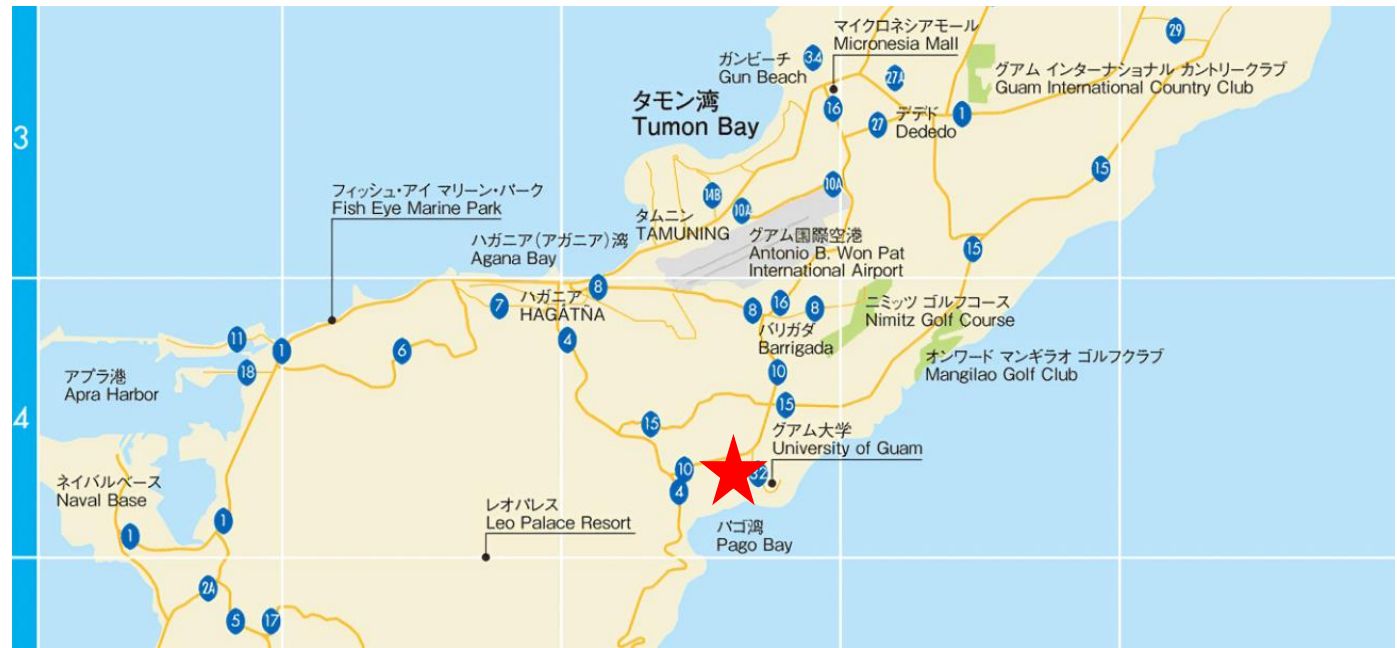 マイクロネシアモール
Micronesia Mall
34
29
ガンビーチ
Gun Beach
27A
グアム インターナショナル カントリークラブ
Guam International Country Club
タモン湾
Tumon Bay
16
27
デデド
Dededo
1
3
15
フィッシュ・アイ マリーン・パーク
Fish Eye Marine Park
14B
10A
10A
タムニン
TAMUNING
グアム国際空港
Antonio B. Won Pat
International Airport
15
ハガニア(アガニア)湾
Agana Bay
8
7
ハガニア
HAGÅTÑA
8
16
8
ニミッツ ゴルフコース
Nimitz Golf Course
バリガダ
Barrigada
11
1
6
4
オンワード マンギラオ ゴルフクラブ
Mangilao Golf Club
18
アプラ港
Apra Harbor
10
4
15
15
グアム大学
University of Guam
10
32
4
ネイバルベース
Naval Base
レオパレス
Leo Palace Resort
パゴ湾
Pago Bay
1
1
2A
5
17